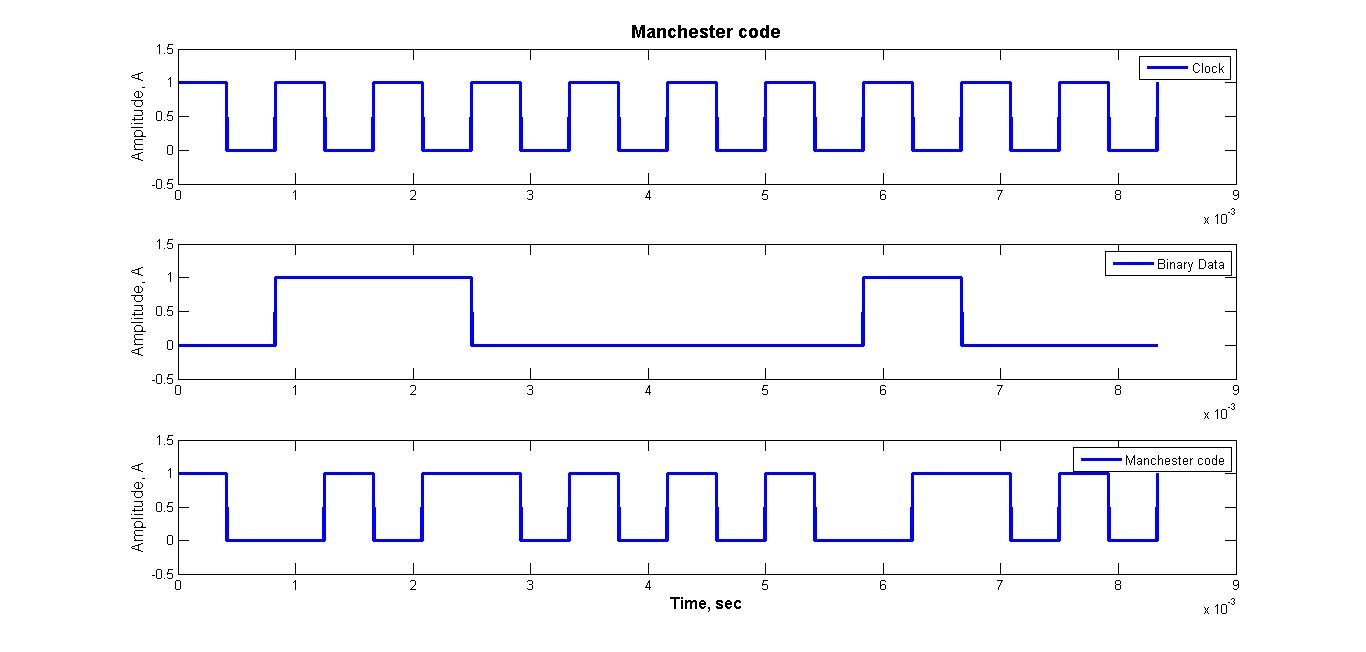 Manchester code
Amplitude, A
1.5
1
0.5
0
-0.5
Clock
0 1 2 3 4 5 6 7 8 9
x 10-3
Amplitude, A
1.5
1
0.5
0
-0.5
Binary Data
0 1 2 3 4 5 6 7 8 9
x 10-3
Amplitude, A
1.5
1
0.5
0
-0.5
Manchester code
0 1 2 3 4 5 6 7 8 9
Time, sec
x 10-3